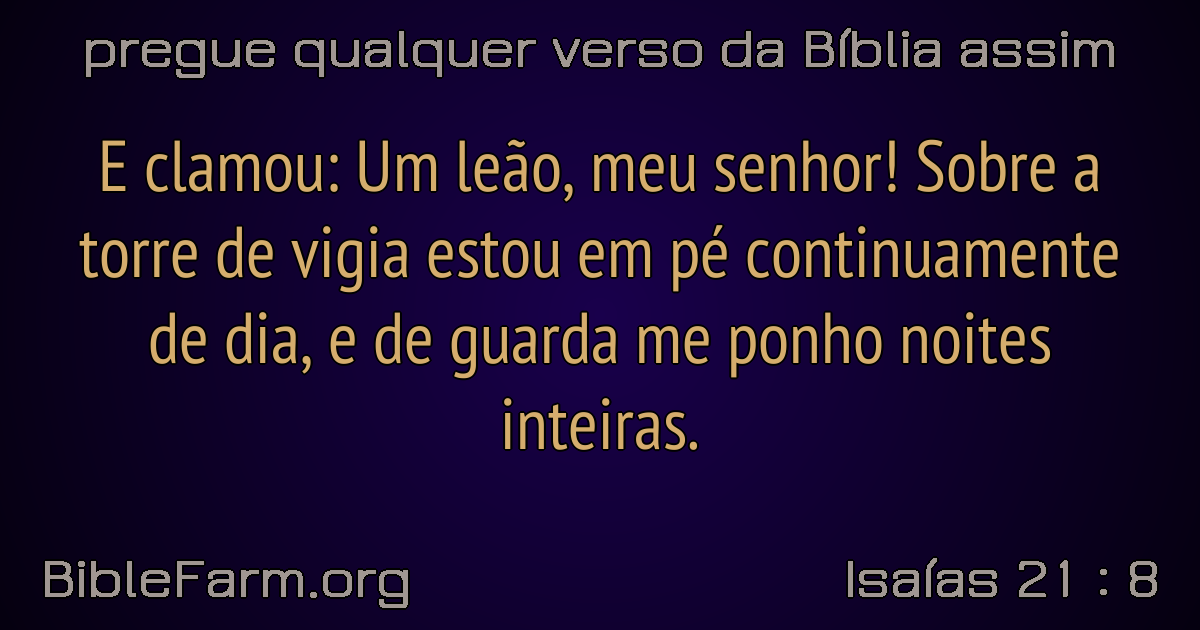 pregue qualquer verso da Bíblia assim
E clamou: Um leão, meu senhor! Sobre a
torre de vigia estou em pé continuamente
de dia, e de guarda me ponho noites
inteiras.
BibleFarm.org
Isaías 21 : 8